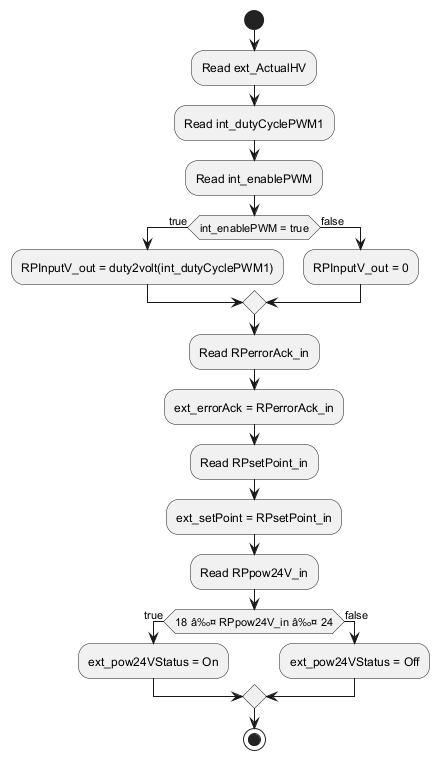 Read ext_ActualHV
Read int_dutyCyclePWM1
Read int_enablePWM
true
int_enablePWM = true
false
RPInputV_out = duty2volt(int_dutyCyclePWM1)
RPInputV_out = 0
Read RPerrorAck_in
ext_errorAck = RPerrorAck_in
Read RPsetPoint_in
ext_setPoint = RPsetPoint_in
Read RPpow24V_in
true
18 â‰¤ RPpow24V_in â‰¤ 24
false
ext_pow24VStatus = On
ext_pow24VStatus = Off